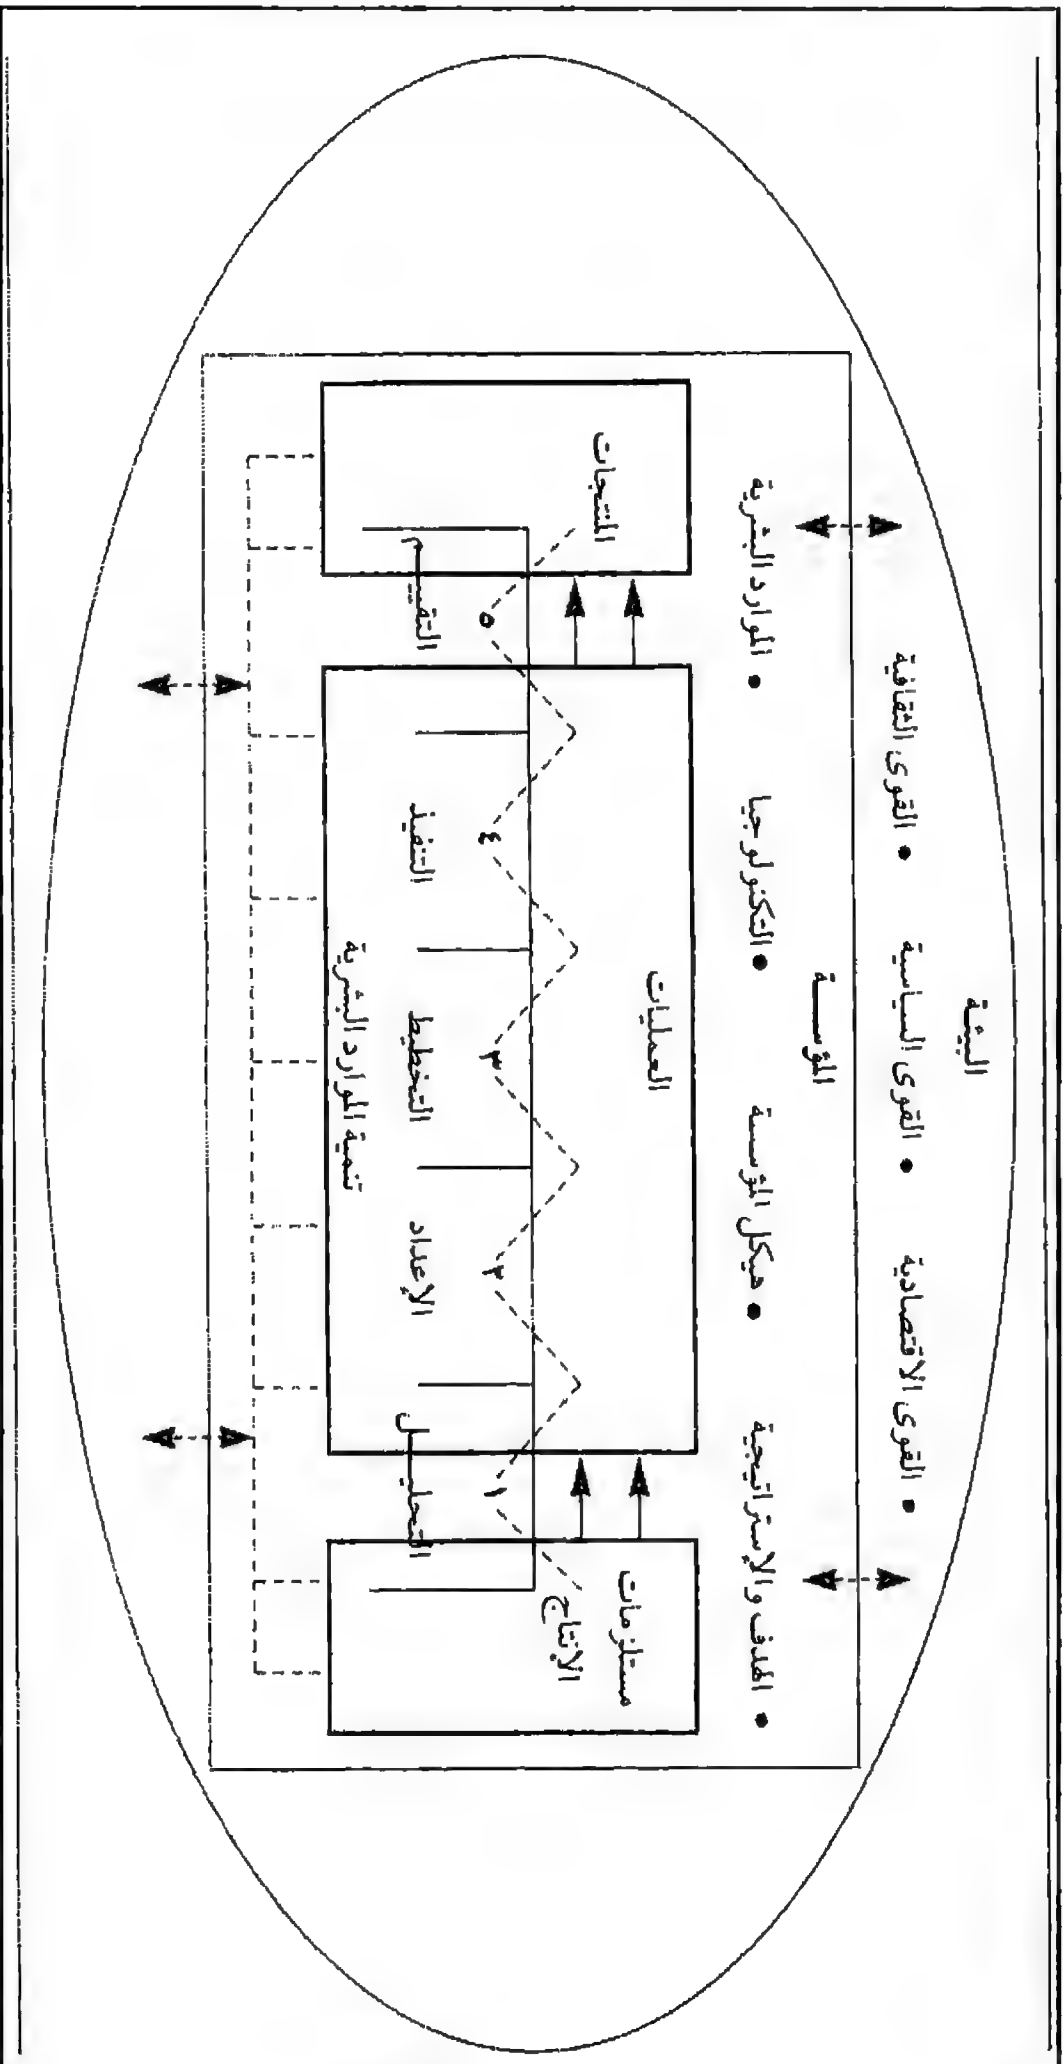 البيئة
• القوى الاقتصادية • القوى السياسية • القوى الثقافية
المؤسسة
• الهدف والإستراتيجية • هيكل المؤسسة • التكنولوجيا • الموارد البشرية
مستلزمات
الإنتاج
العمليات
المنتجات
١ ٢ ٣ ٤ ٥
التحليل الإعداد التخطيط التنفيذ التقييم
تنمية الموارد البشرية